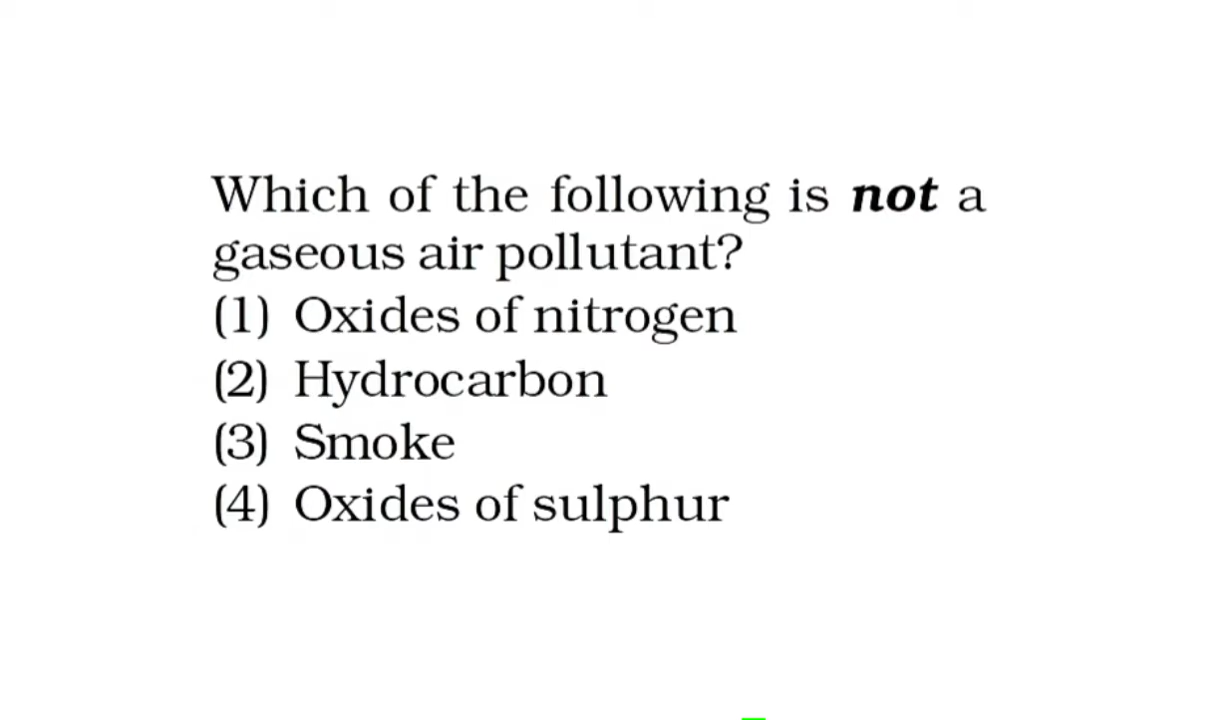 Which of the following is not a
gaseous air pollutant?
(1) Oxides of nitrogen
(2) Hydrocarbon
(3) Smoke
(4) Oxides of sulphur